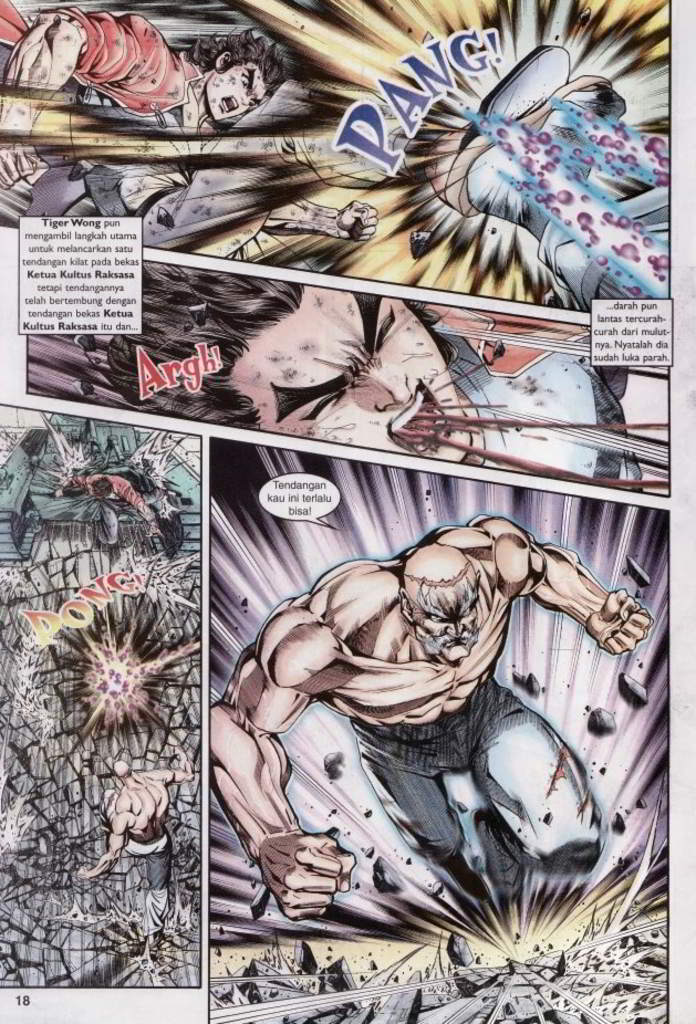 PANG!
Tiger Wong pun
mengambil langkah utama
untuk melancarkan satu
tendangan kilat pada bekas
Ketua Kultus Raksasa
tetapi tendangannya
telah bertembung dengan
tendangan bekas Ketua
Kultus Raksasa itu dan...
...darah pun
lantas tercurah-
curah dari mulut-
nya. Nyatalah dia
sudah luka parah.
Argh!
PONG!
Tendangan
kau ini terlalu
bisa!
18